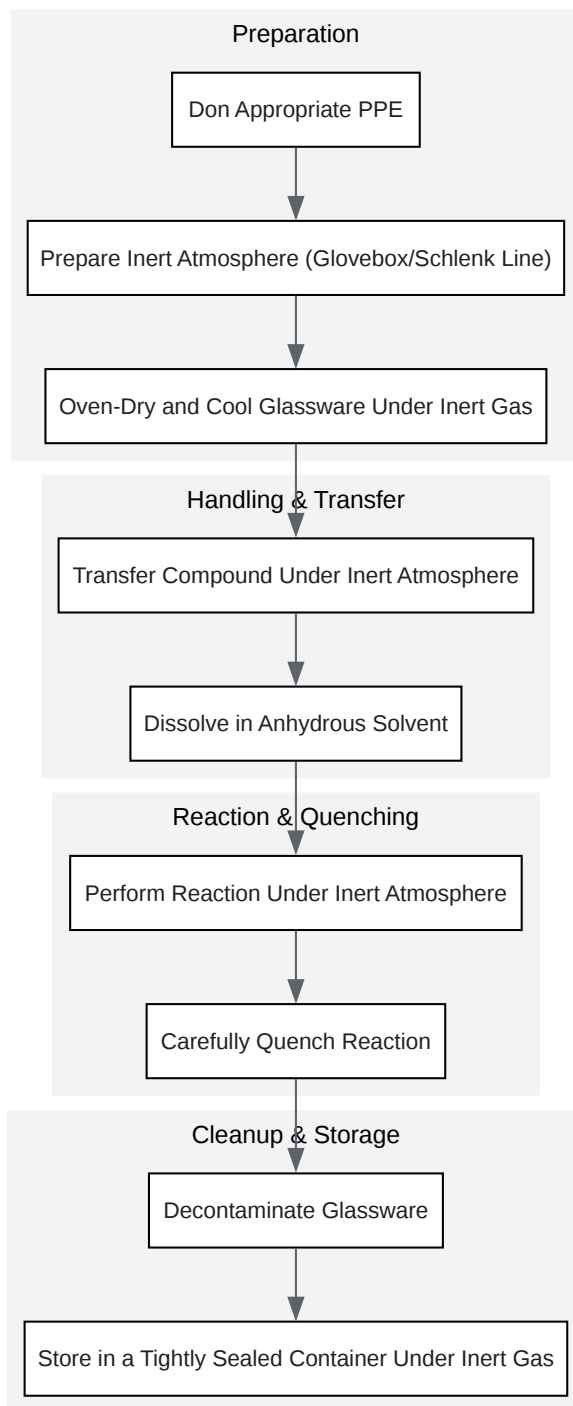 Preparation
Don Appropriate PPE
Prepare Inert Atmosphere (Glovebox/Schlenk Line)
Oven-Dry and Cool Glassware Under Inert Gas
Handling & Transfer
Transfer Compound Under Inert Atmosphere
Dissolve in Anhydrous Solvent
Reaction & Quenching
Perform Reaction Under Inert Atmosphere
Carefully Quench Reaction
Cleanup & Storage
Decontaminate Glassware
Store in a Tightly Sealed Container Under Inert Gas